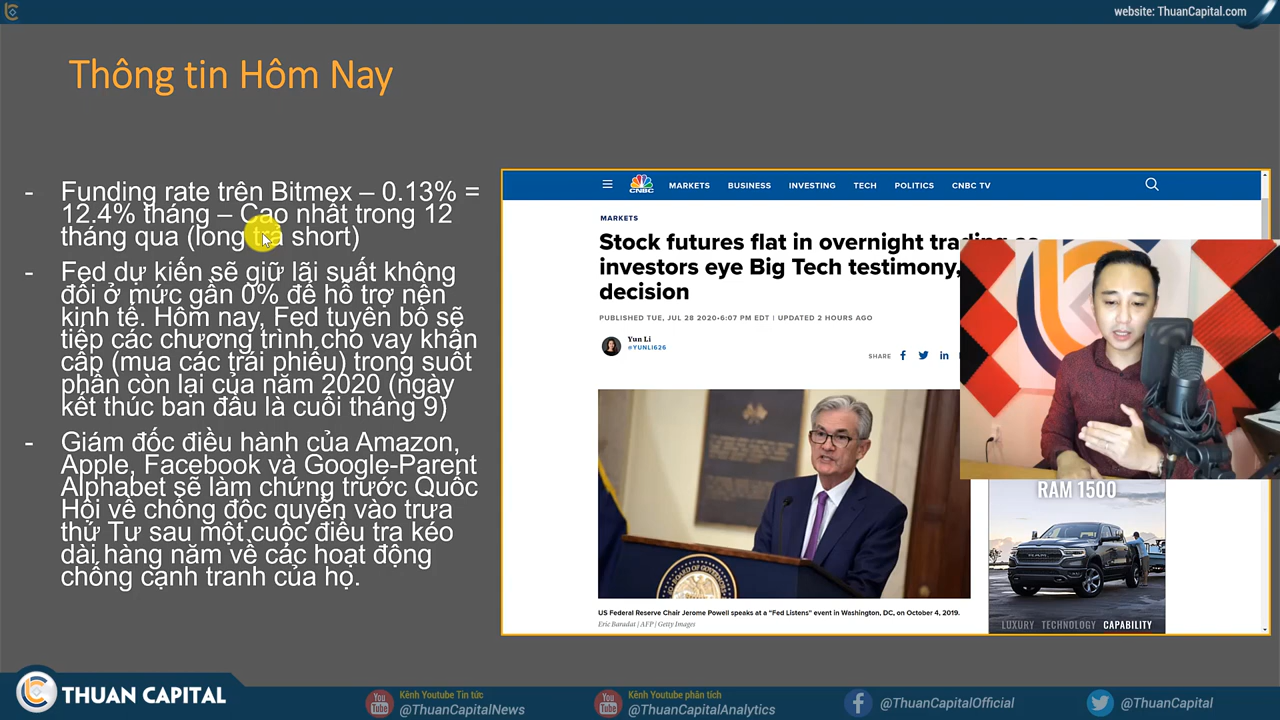 website: ThuanCapital.com
Thông tin Hôm Nay
- Funding rate trên Bitmex – 0.13% =
12.4% tháng – Cao nhất trong 12
tháng qua (long trả short)
- Fed dự kiến sẽ giữ lãi suất không
đổi ở mức gần 0% để hỗ trợ nền
kinh tế. Hôm nay, Fed tuyên bố sẽ
tiếp các chương trình cho vay khẩn
cấp (mua các trái phiếu) trong suốt
phần còn lại của năm 2020 (ngày
kết thúc ban đầu là cuối tháng 9)
- Giám đốc điều hành của Amazon,
Apple, Facebook và Google-Parent
Alphabet sẽ làm chứng trước Quốc
Hội về chống độc quyền vào trưa
thứ Tư sau một cuộc điều tra kéo
dài hàng năm về các hoạt động
chống cạnh tranh của họ.
CNBC MARKETS BUSINESS INVESTING TECH POLITICS CNBC TV
MARKETS
Stock futures flat in overnight trading as
investors eye Big Tech testimony,
decision
PUBLISHED TUE, JUL 28 2020•6:07 PM EDT | UPDATED 2 HOURS AGO
Yun Li
@YUNLI626
SHARE
US Federal Reserve Chair Jerome Powell speaks at a "Fed Listens" event in Washington, DC, on October 4, 2019.
Eric Baradat | AFP | Getty Images
RAM 1500
LUXURY TECHNOLOGY CAPABILITY
THUAN CAPITAL
Kênh Youtube Tin tức
@ThuanCapitalNews
Kênh Youtube phân tích
@ThuanCapitalAnalytics
@ThuanCapitalOfficial
@ThuanCapital